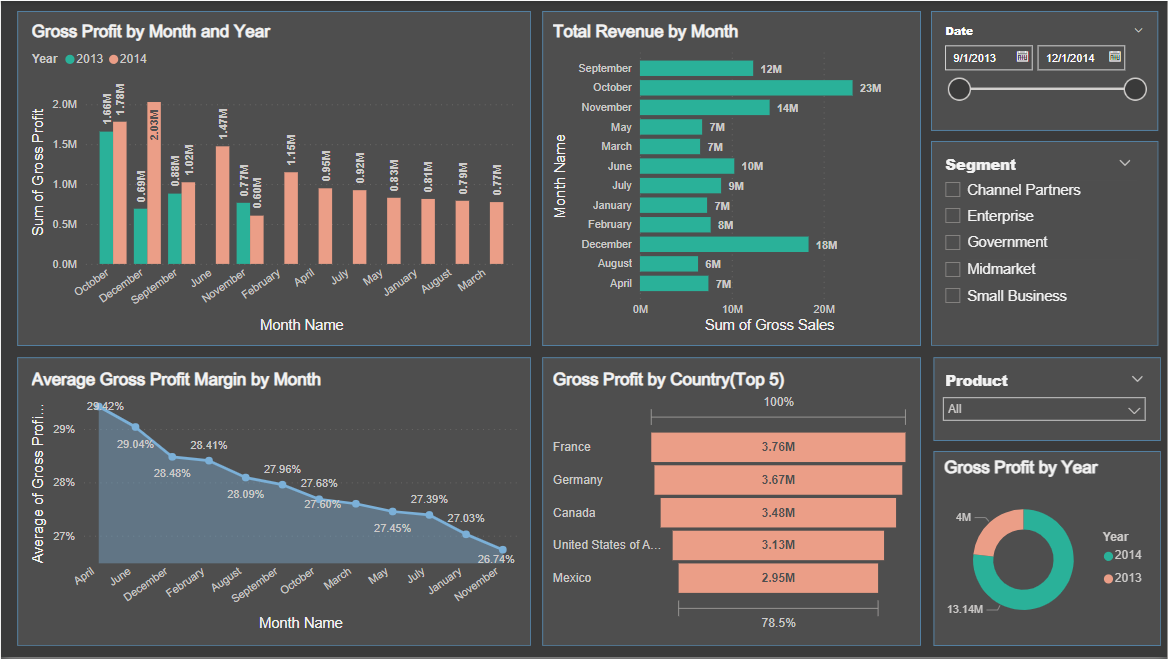 Gross Profit by Month and Year
Year 2013 2014
Sum of Gross Profit
2.0M
1.5M
1.0M
0.5M
0.0M
1.66M
1.78M
0.69M
2.03M
0.88M
1.02M
1.47M
0.77M
0.60M
1.15M
0.95M
0.92M
0.83M
0.81M
0.79M
0.77M
October
December
September
June
November
February
April
July
May
January
August
March
Month Name
Total Revenue by Month
Month Name
September 12M
October 23M
November 14M
May 7M
March 7M
June 10M
July 9M
January 7M
February 8M
December 18M
August 6M
April 7M
0M 10M 20M
Sum of Gross Sales
Date
9/1/2013 12/1/2014
Segment
Channel Partners
Enterprise
Government
Midmarket
Small Business
Average Gross Profit Margin by Month
Average of Gross Profi...
29%
28%
27%
29.42%
29.04%
28.48%
28.41%
28.09%
27.96%
27.68%
27.60%
27.45%
27.39%
27.03%
26.74%
April
June
December
February
August
September
October
March
May
July
January
November
Month Name
Gross Profit by Country(Top 5)
100%
France 3.76M
Germany 3.67M
Canada 3.48M
United States of A... 3.13M
Mexico 2.95M
78.5%
Product
All
Gross Profit by Year
4M
13.14M
Year
2014
2013